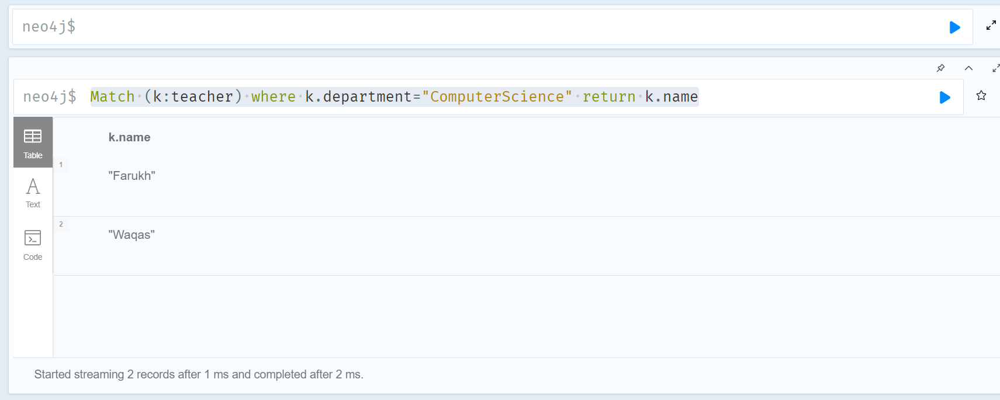 neo4j$
neo4j$ Match (k:teacher) where k.department="ComputerScience" return k.name
Table
Text
Code
k.name
1
"Farukh"
2
"Waqas"
Started streaming 2 records after 1 ms and completed after 2 ms.